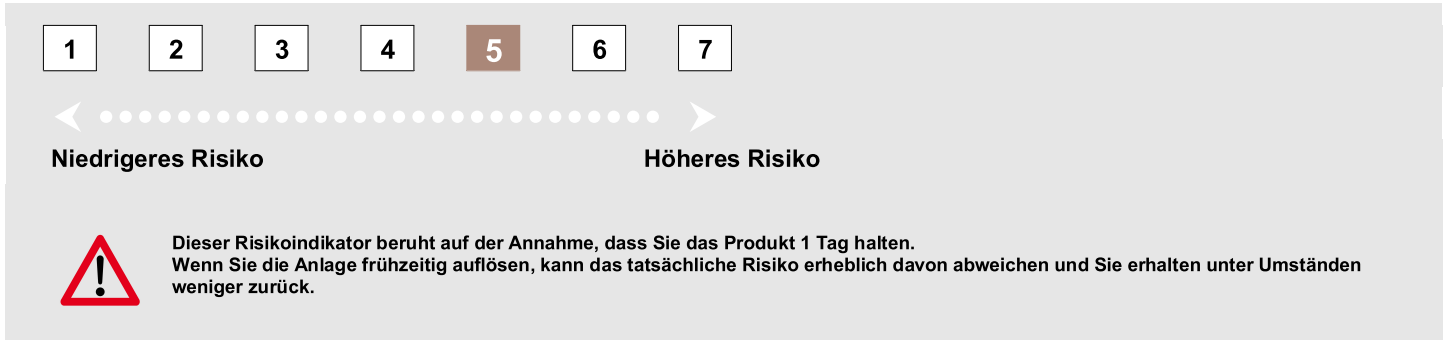 1 2 3 4 5 6 7
Niedrigeres Risiko Höheres Risiko
Dieser Risikoindikator beruht auf der Annahme, dass Sie das Produkt 1 Tag halten.
Wenn Sie die Anlage frühzeitig auflösen, kann das tatsächliche Risiko erheblich davon abweichen und Sie erhalten unter Umständen
weniger zurück.